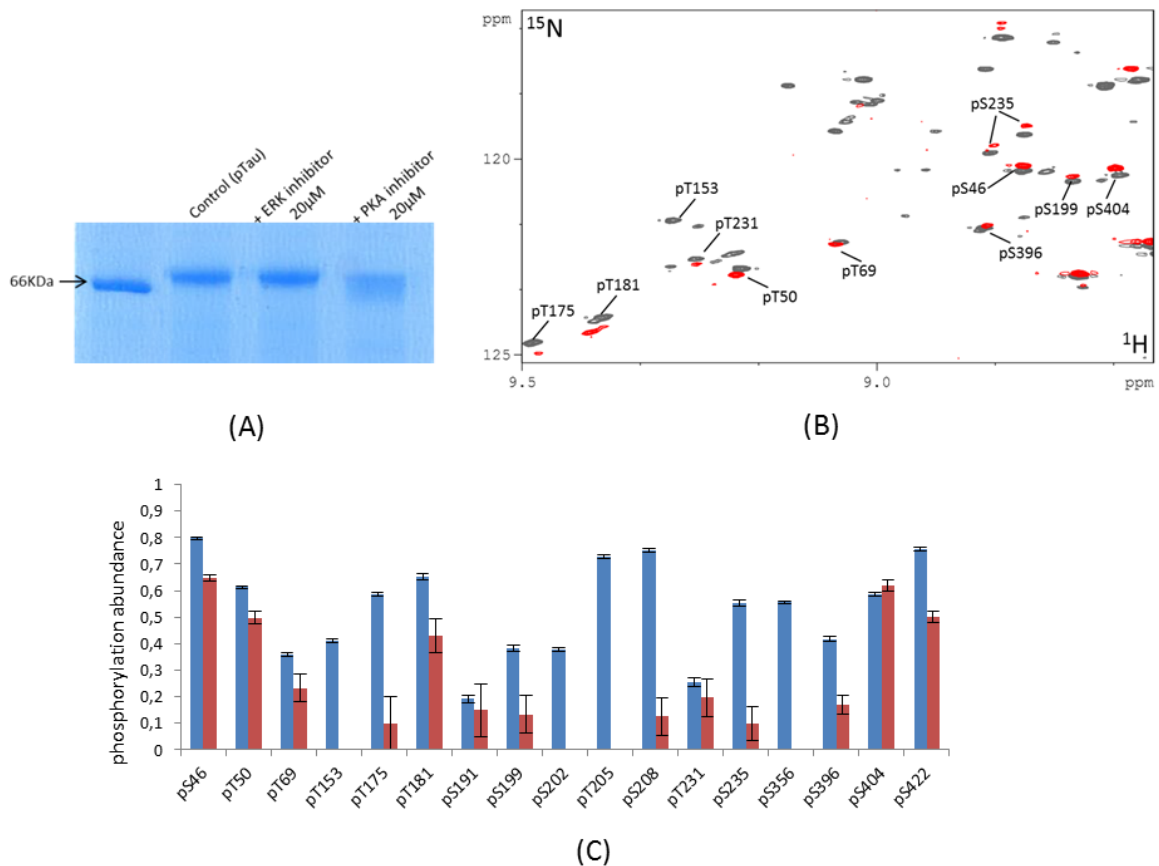 Control (pTau)
+ ERK inhibitor
20µM
+ PKA inhibitor
20µM
66KDa
(A)
ppm
15N
120
125
pT153
pT231
pT181
pT175
pT50
pT69
pS235
pS46
pS199
pS404
pS396
1H
9.5
9.0
ppm
(B)
phosphorylation abundance
1
0,9
0,8
0,7
0,6
0,5
0,4
0,3
0,2
0,1
0
pS46
pT50
pT69
pT153
pT175
pT181
pS191
pS199
pS202
pT205
pS208
pT231
pS235
pS356
pS396
pS404
pS422
(C)